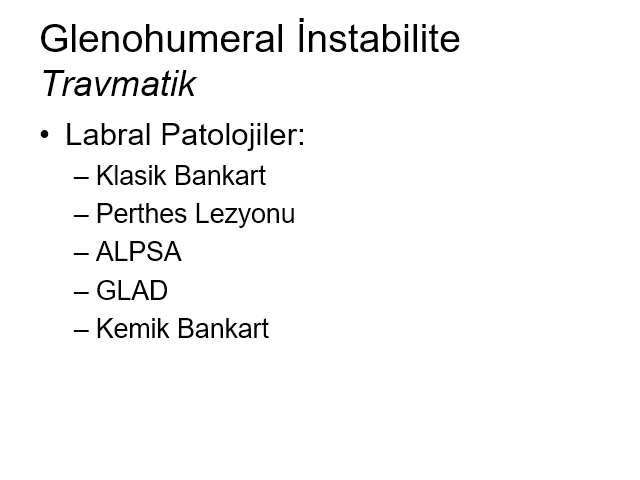 Glenohumeral İnstabilite
Travmatik
• Labral Patolojiler:
– Klasik Bankart
– Perthes Lezyonu
– ALPSA
– GLAD
– Kemik Bankart